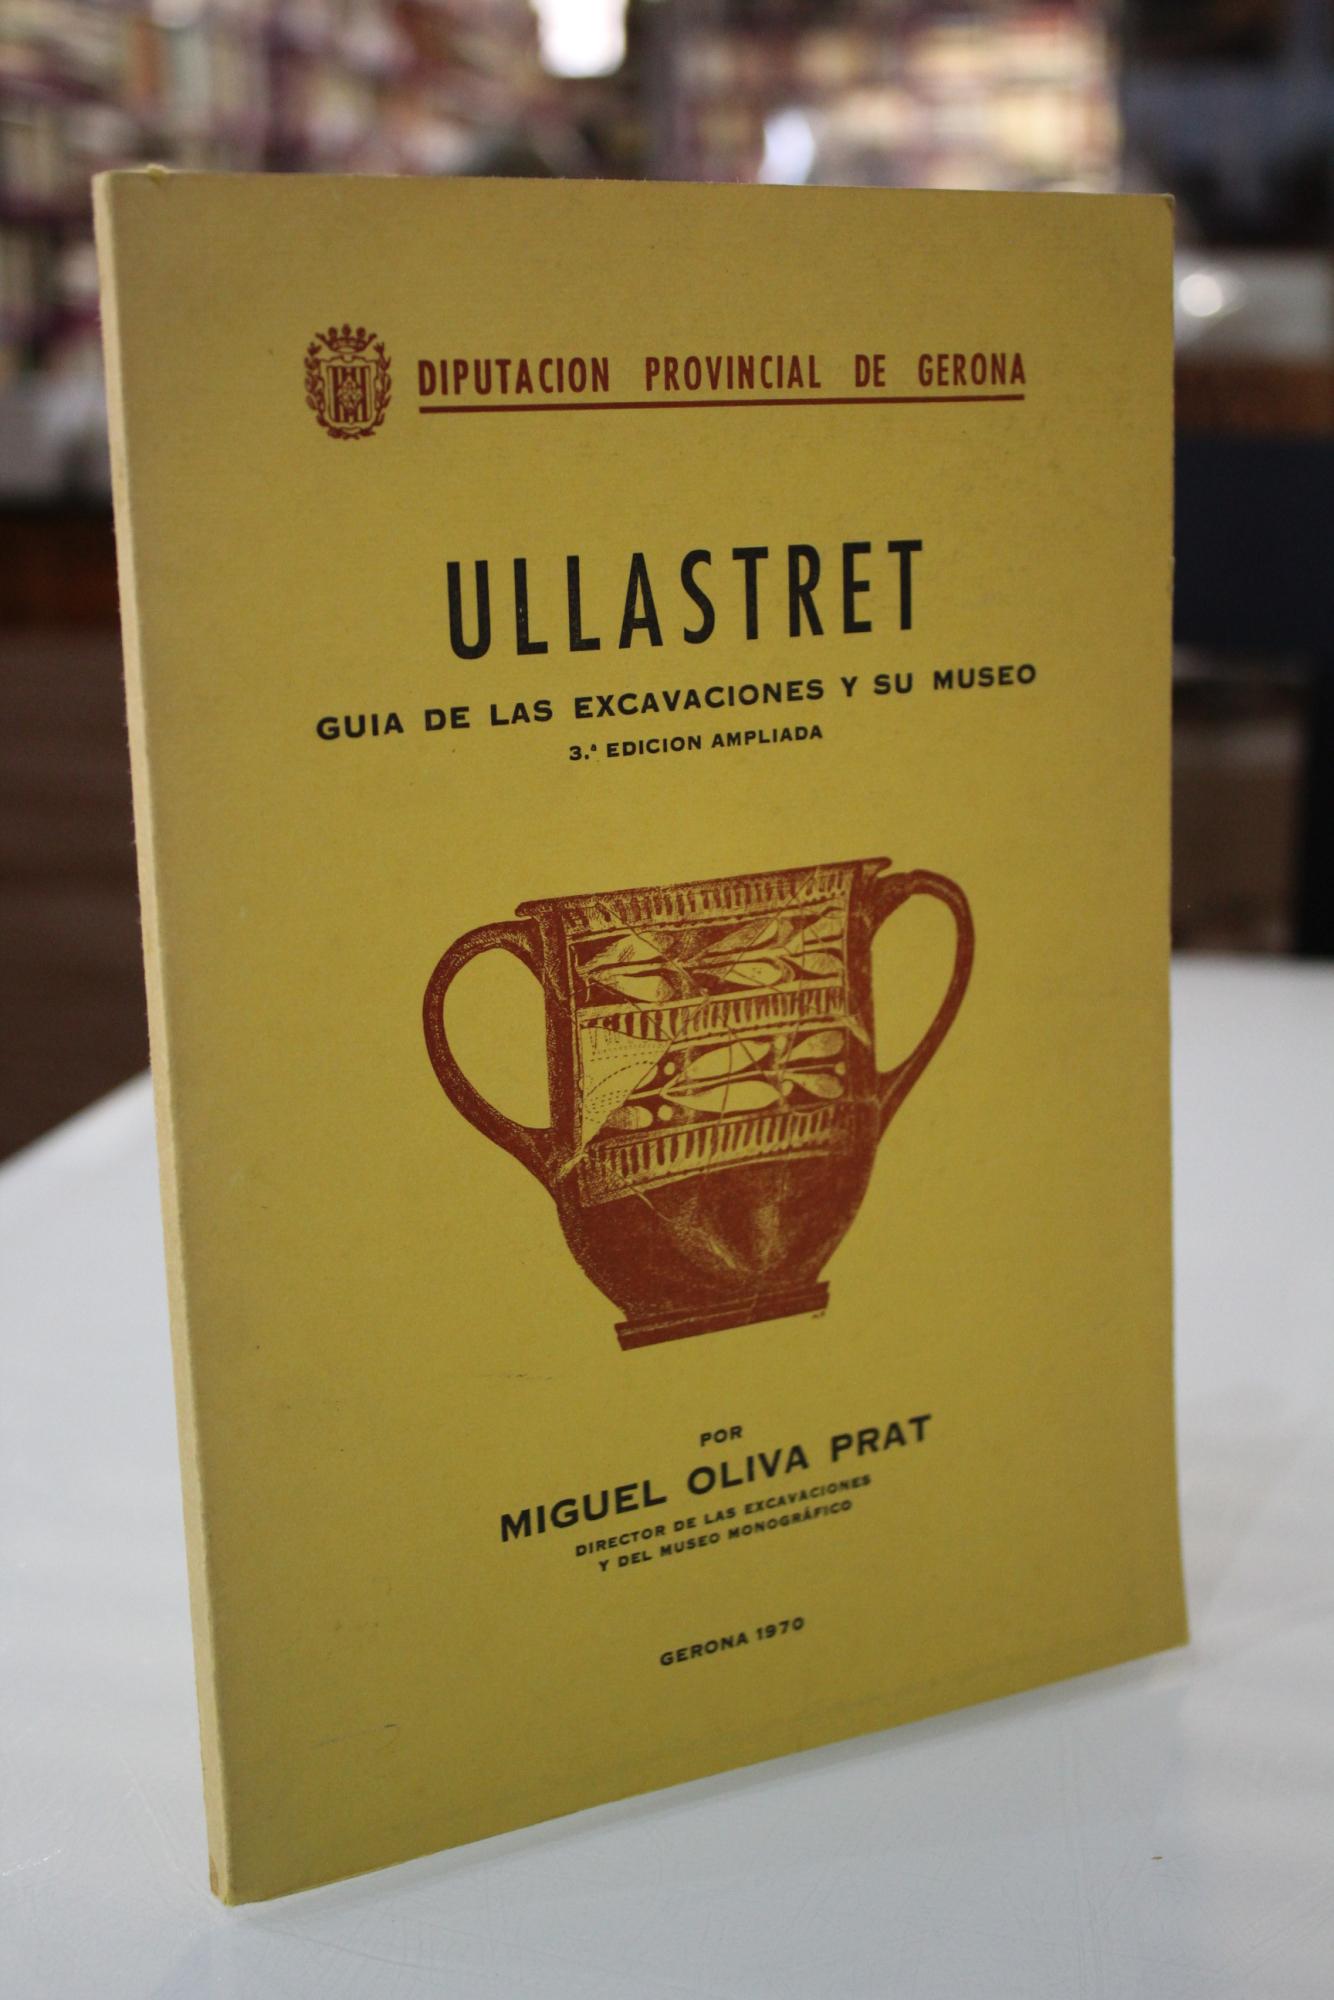 DIPUTACION PROVINCIAL DE GERONA
ULLASTRET
GUIA DE LAS EXCAVACIONES Y SU MUSEO
3.ª EDICION AMPLIADA
POR
MIGUEL OLIVA PRAT
DIRECTOR DE LAS EXCAVACIONES
Y DEL MUSEO MONOGRÁFICO
GERONA 1970